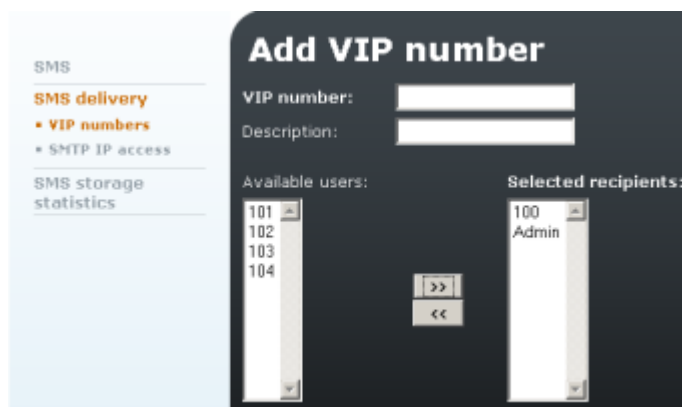 SMS
SMS delivery
• VIP numbers
• SMTP IP access
SMS storage
statistics
Add VIP number
VIP number:
Description:
Available users:
101
102
103
104
>>
<<
Selected recipients:
100
Admin